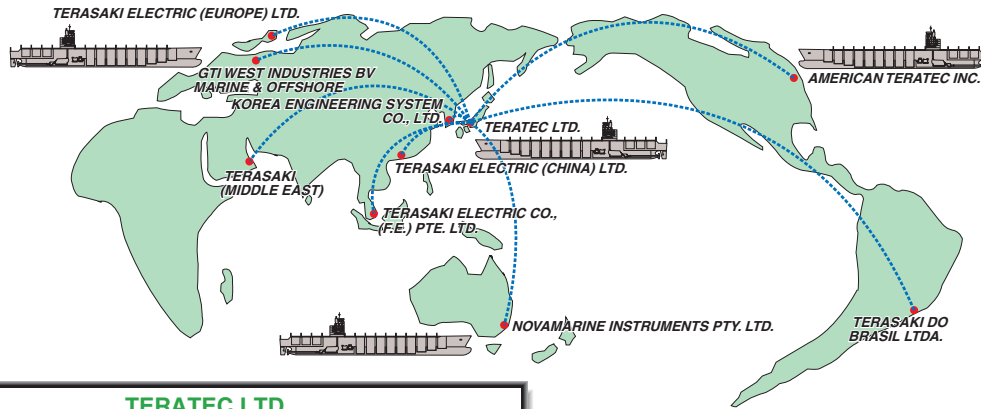 TERASAKI ELECTRIC (EUROPE) LTD.
GTI WEST INDUSTRIES BV
MARINE & OFFSHORE
KOREA ENGINEERING SYSTEM
CO., LTD.
TERATEC LTD.
AMERICAN TERATEC INC.
TERASAKI
(MIDDLE EAST)
TERASAKI ELECTRIC (CHINA) LTD.
TERASAKI ELECTRIC CO.,
(F.E.) PTE. LTD.
NOVAMARINE INSTRUMENTS PTY. LTD.
TERASAKI DO
BRASIL LTDA.
TERATEC LTD